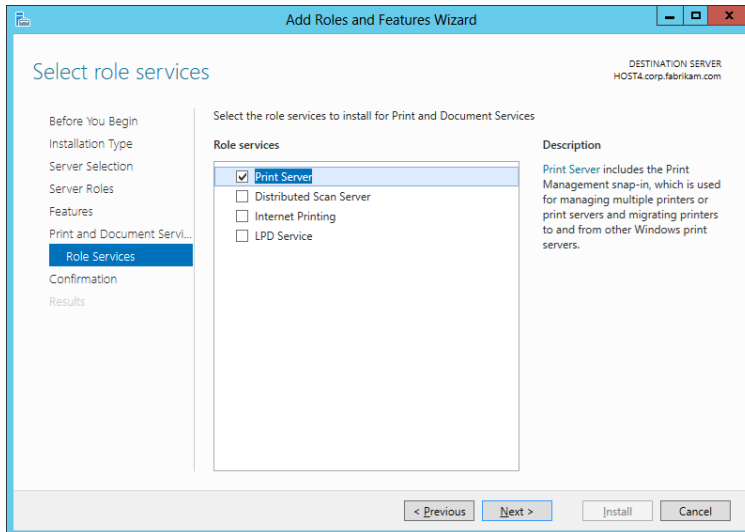 Add Roles and Features Wizard
Select role services
DESTINATION SERVER
HOST4.corp.fabrikam.com
Before You Begin
Installation Type
Server Selection
Server Roles
Features
Print and Document Servi...
Role Services
Confirmation
Results
Select the role services to install for Print and Document Services
Role services
Print Server
Distributed Scan Server
Internet Printing
LPD Service
Description
Print Server includes the Print
Management snap-in, which is used
for managing multiple printers or
print servers and migrating printers
to and from other Windows print
servers.
< Previous
Next >
Install
Cancel